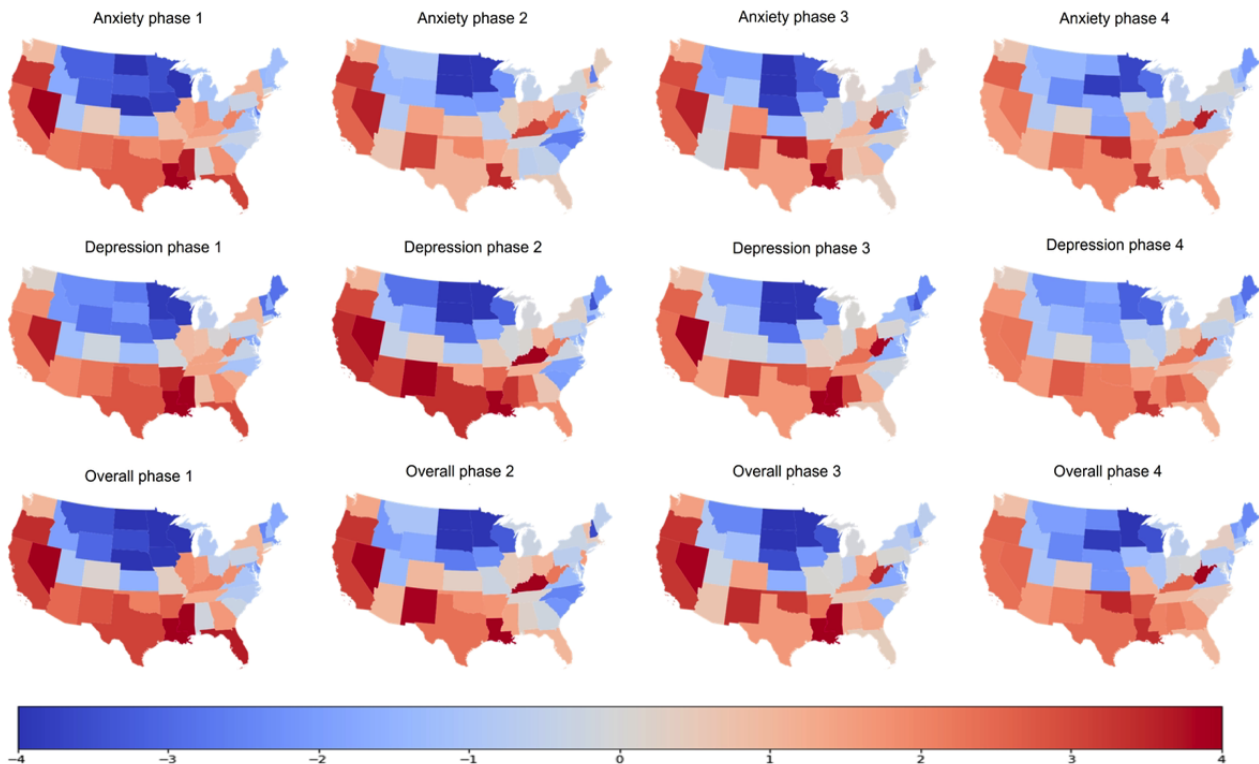 Anxiety phase 1
Anxiety phase 2
Anxiety phase 3
Anxiety phase 4
Depression phase 1
Depression phase 2
Depression phase 3
Depression phase 4
Overall phase 1
Overall phase 2
Overall phase 3
Overall phase 4
−4 −3 −2 −1 0 1 2 3 4